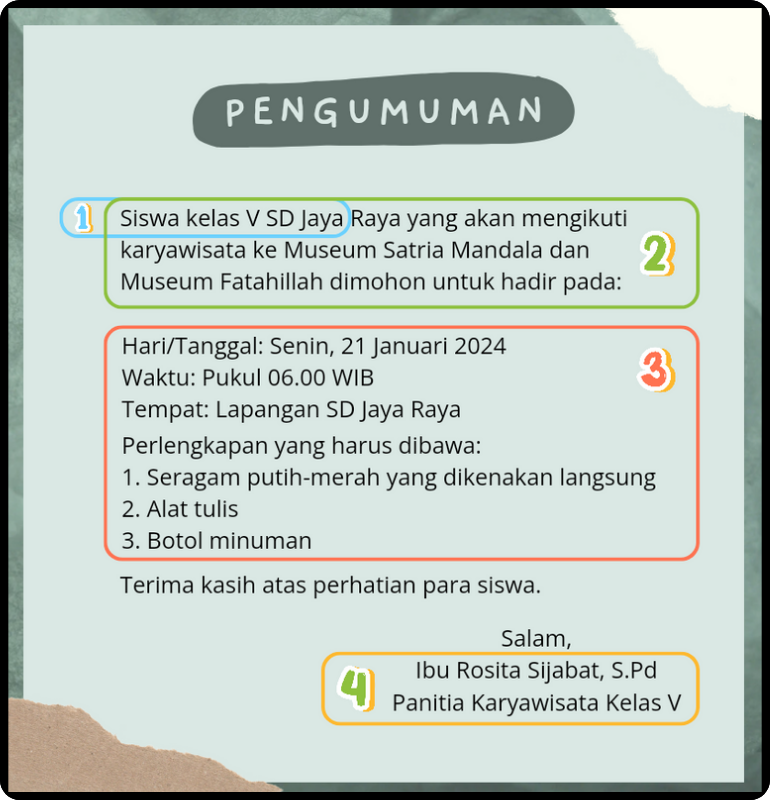 PENGUMUMAN
1 Siswa kelas V SD Jaya Raya yang akan mengikuti
karyawisata ke Museum Satria Mandala dan
2
Museum Fatahillah dimohon untuk hadir pada:
Hari/Tanggal: Senin, 21 Januari 2024
3
Waktu: Pukul 06.00 WIB
Tempat: Lapangan SD Jaya Raya
Perlengkapan yang harus dibawa:
1. Seragam putih-merah yang dikenakan langsung
2. Alat tulis
3. Botol minuman
Terima kasih atas perhatian para siswa.
Salam,
4
Ibu Rosita Sijabat, S.Pd
Panitia Karyawisata Kelas V